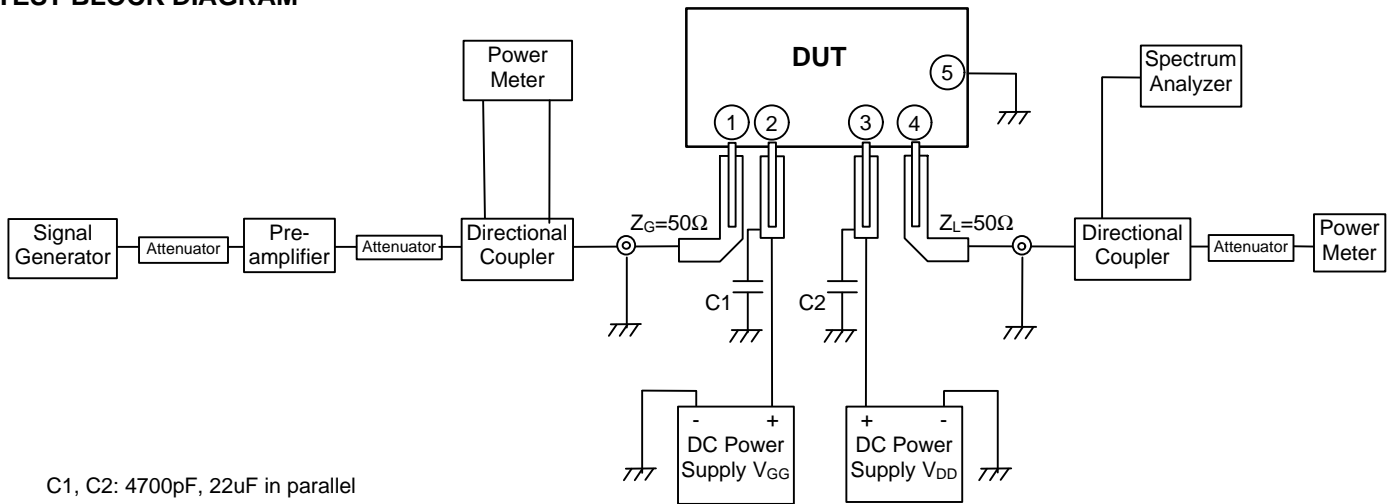 TEST BLOCK DIAGRAM
DUT
Power
Meter
5
Spectrum
Analyzer
1 2 3 4
Signal
Generator
Attenuator
Pre-
amplifier
Attenuator
Directional
Coupler
ZG=50Ω
ZL=50Ω
Directional
Coupler
Attenuator
Power
Meter
C1
C2
- +
DC Power
Supply VGG
+ -
DC Power
Supply VDD
C1, C2: 4700pF, 22uF in parallel